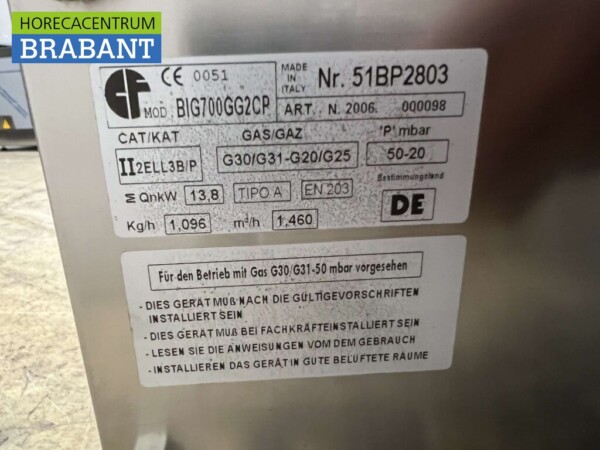 HORECACENTRUM
BRABANT
CF CE 0051 MADE IN ITALY Nr. 51BP2803
MOD BIG700GG2CP ART. N. 2006. 000098
CAT/KAT GAS/GAZ "P" mbar
II2ELL3B/P G30/G31-G20/G25 50-20
Σ QnkW 13,8 TIPO A EN 203 Bestimmungsland
DE
Kg/h 1,096 m³/h 1,460
Für den Betrieb mit Gas G30/G31-50 mbar vorgesehen
- DIES GERÄT MUß NACH DIE GÜLTIGEVORSCHRIFTEN
INSTALLIERT SEIN
- DIES GERÄT MUß BEI FACHKRÄFTEINSTALLIERT SEIN
- LESEN SIE DIE ANWEISUNGEN VOM DEM GEBRAUCH
- INSTALLIEREN DAS GERÄT IN GUTE BELÜFTETE RÄUME